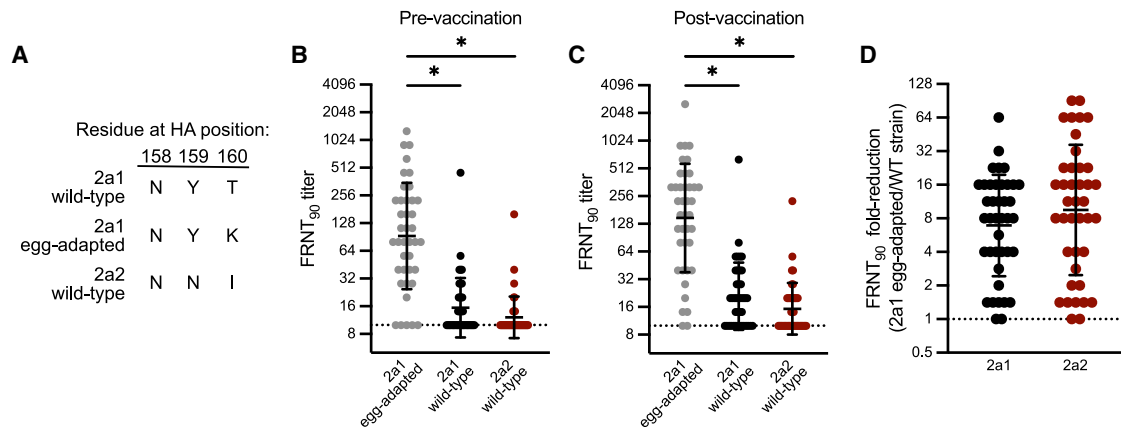 A
Residue at HA position:
158 159 160
2a1
wild-type
N Y T
2a1
egg-adapted
N Y K
2a2
wild-type
N N I
B
Pre-vaccination
*
*
FRNT90 titer
4096
2048
1024
512
256
128
64
32
16
8
2a1
egg-adapted
2a1
wild-type
2a2
wild-type
C
Post-vaccination
*
*
FRNT90 titer
4096
2048
1024
512
256
128
64
32
16
8
2a1
egg-adapted
2a1
wild-type
2a2
wild-type
D
FRNT90 fold-reduction
(2a1 egg-adapted/WT strain)
128
64
32
16
8
4
2
1
0.5
2a1
2a2